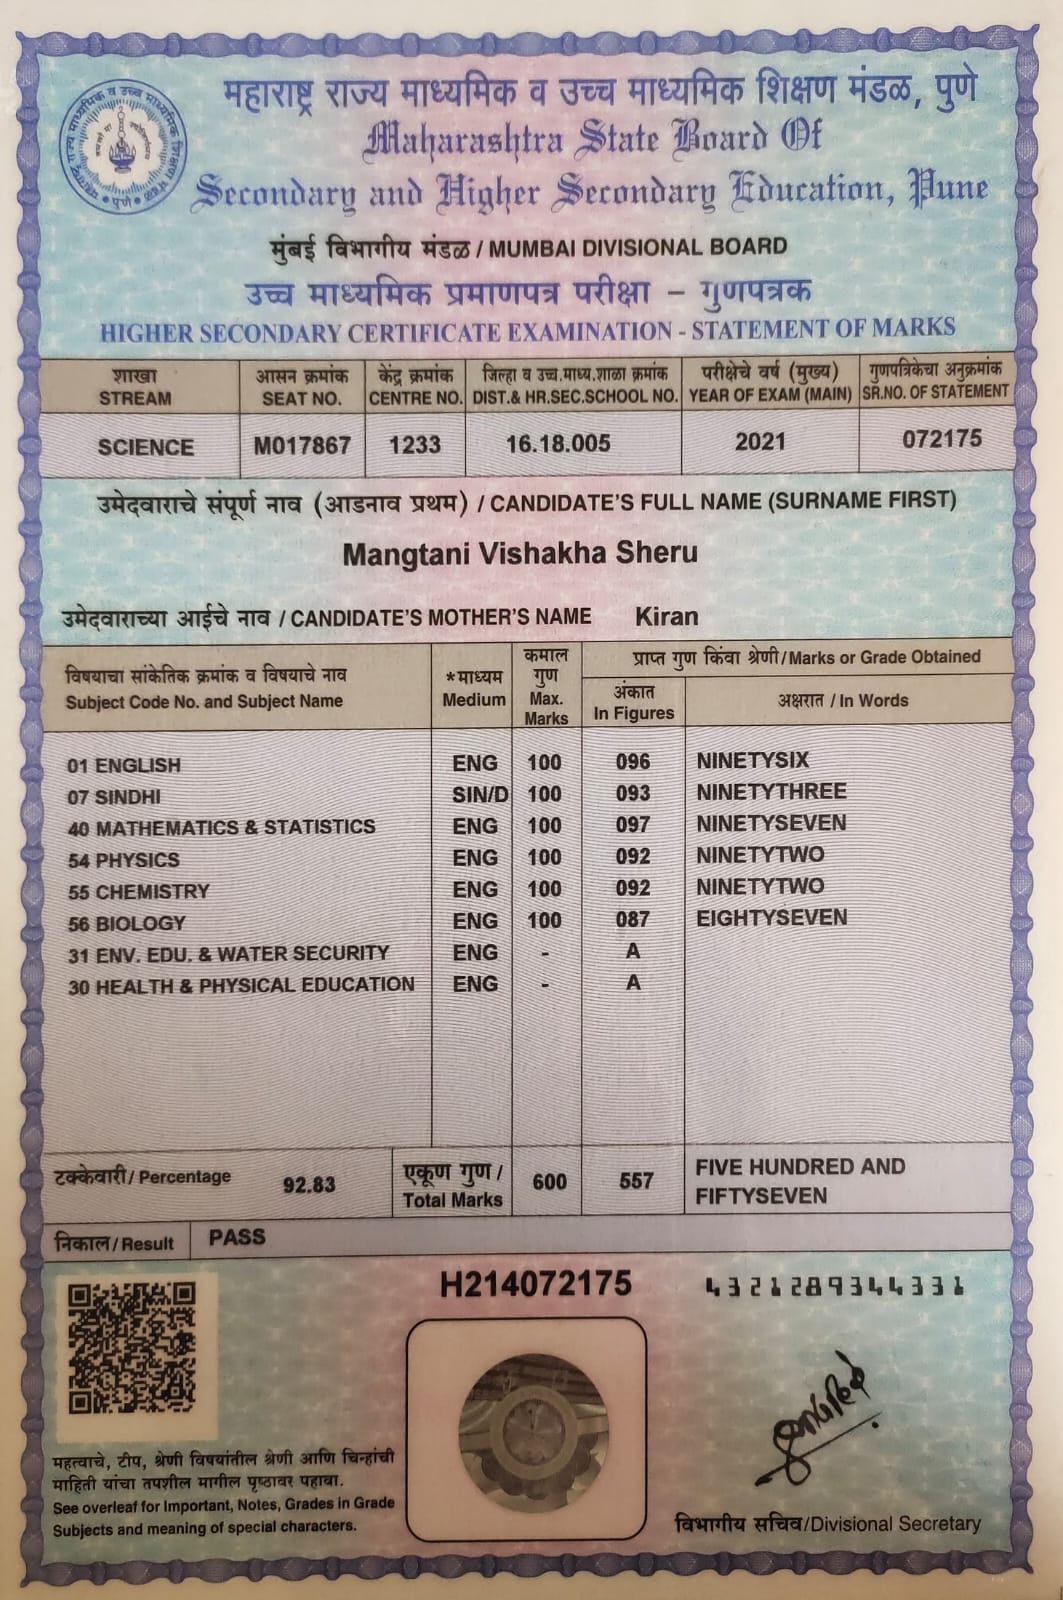 महाराष्ट्र राज्य माध्यमिक व उच्च माध्यमिक शिक्षण मंडळ, पुणे
Maharashtra State Board Of
Secondary and Higher Secondary Education, Pune
मुंबई विभागीय मंडळ / MUMBAI DIVISIONAL BOARD
उच्च माध्यमिक प्रमाणपत्र परीक्षा – गुणपत्रक
HIGHER SECONDARY CERTIFICATE EXAMINATION - STATEMENT OF MARKS
शाखा आसन क्रमांक केंद्र क्रमांक जिल्हा व उच्च.माध्य.शाळा क्रमांक परीक्षेचे वर्ष (मुख्य) गुणपत्रिकेचा अनुक्रमांक
STREAM SEAT NO. CENTRE NO. DIST.& HR.SEC.SCHOOL NO. YEAR OF EXAM (MAIN) SR.NO. OF STATEMENT
SCIENCE M017867 1233 16.18.005 2021 072175
उमेदवाराचे संपूर्ण नाव (आडनाव प्रथम) / CANDIDATE'S FULL NAME (SURNAME FIRST)
Mangtani Vishakha Sheru
उमेदवाराच्या आईचे नाव / CANDIDATE'S MOTHER'S NAME Kiran
विषयाचा सांकेतिक क्रमांक व विषयाचे नाव
Subject Code No. and Subject Name
*माध्यम
Medium
कमाल
गुण
Max.
Marks
प्राप्त गुण किंवा श्रेणी/Marks or Grade Obtained
अंकात
In Figures
अक्षरात / In Words
01 ENGLISH ENG 100 096 NINETYSIX
07 SINDHI SIN/D 100 093 NINETYTHREE
40 MATHEMATICS & STATISTICS ENG 100 097 NINETYSEVEN
54 PHYSICS ENG 100 092 NINETYTWO
55 CHEMISTRY ENG 100 092 NINETYTWO
56 BIOLOGY ENG 100 087 EIGHTYSEVEN
31 ENV. EDU. & WATER SECURITY ENG - A
30 HEALTH & PHYSICAL EDUCATION ENG - A
टक्केवारी/ Percentage 92.83
एकूण गुण /
Total Marks
600 557
FIVE HUNDRED AND
FIFTYSEVEN
निकाल/Result PASS
H214072175
4321289344331
महत्वाचे, टीप, श्रेणी विषयांतील श्रेणी आणि चिन्हांची
माहिती यांचा तपशील मागील पृष्ठावर पहावा.
See overleaf for Important, Notes, Grades in Grade
Subjects and meaning of special characters.
विभागीय सचिव/Divisional Secretary